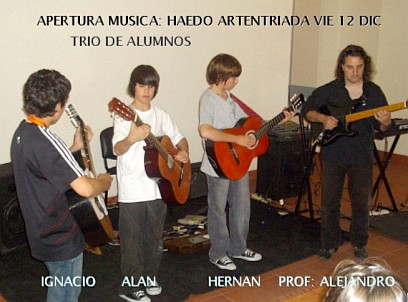 APERTURA MUSICA: HAEDO ARTENTRIADA VIE 12 DIC
TRIO DE ALUMNOS
IGNACIO ALAN HERNAN PROF: ALEJANDRO